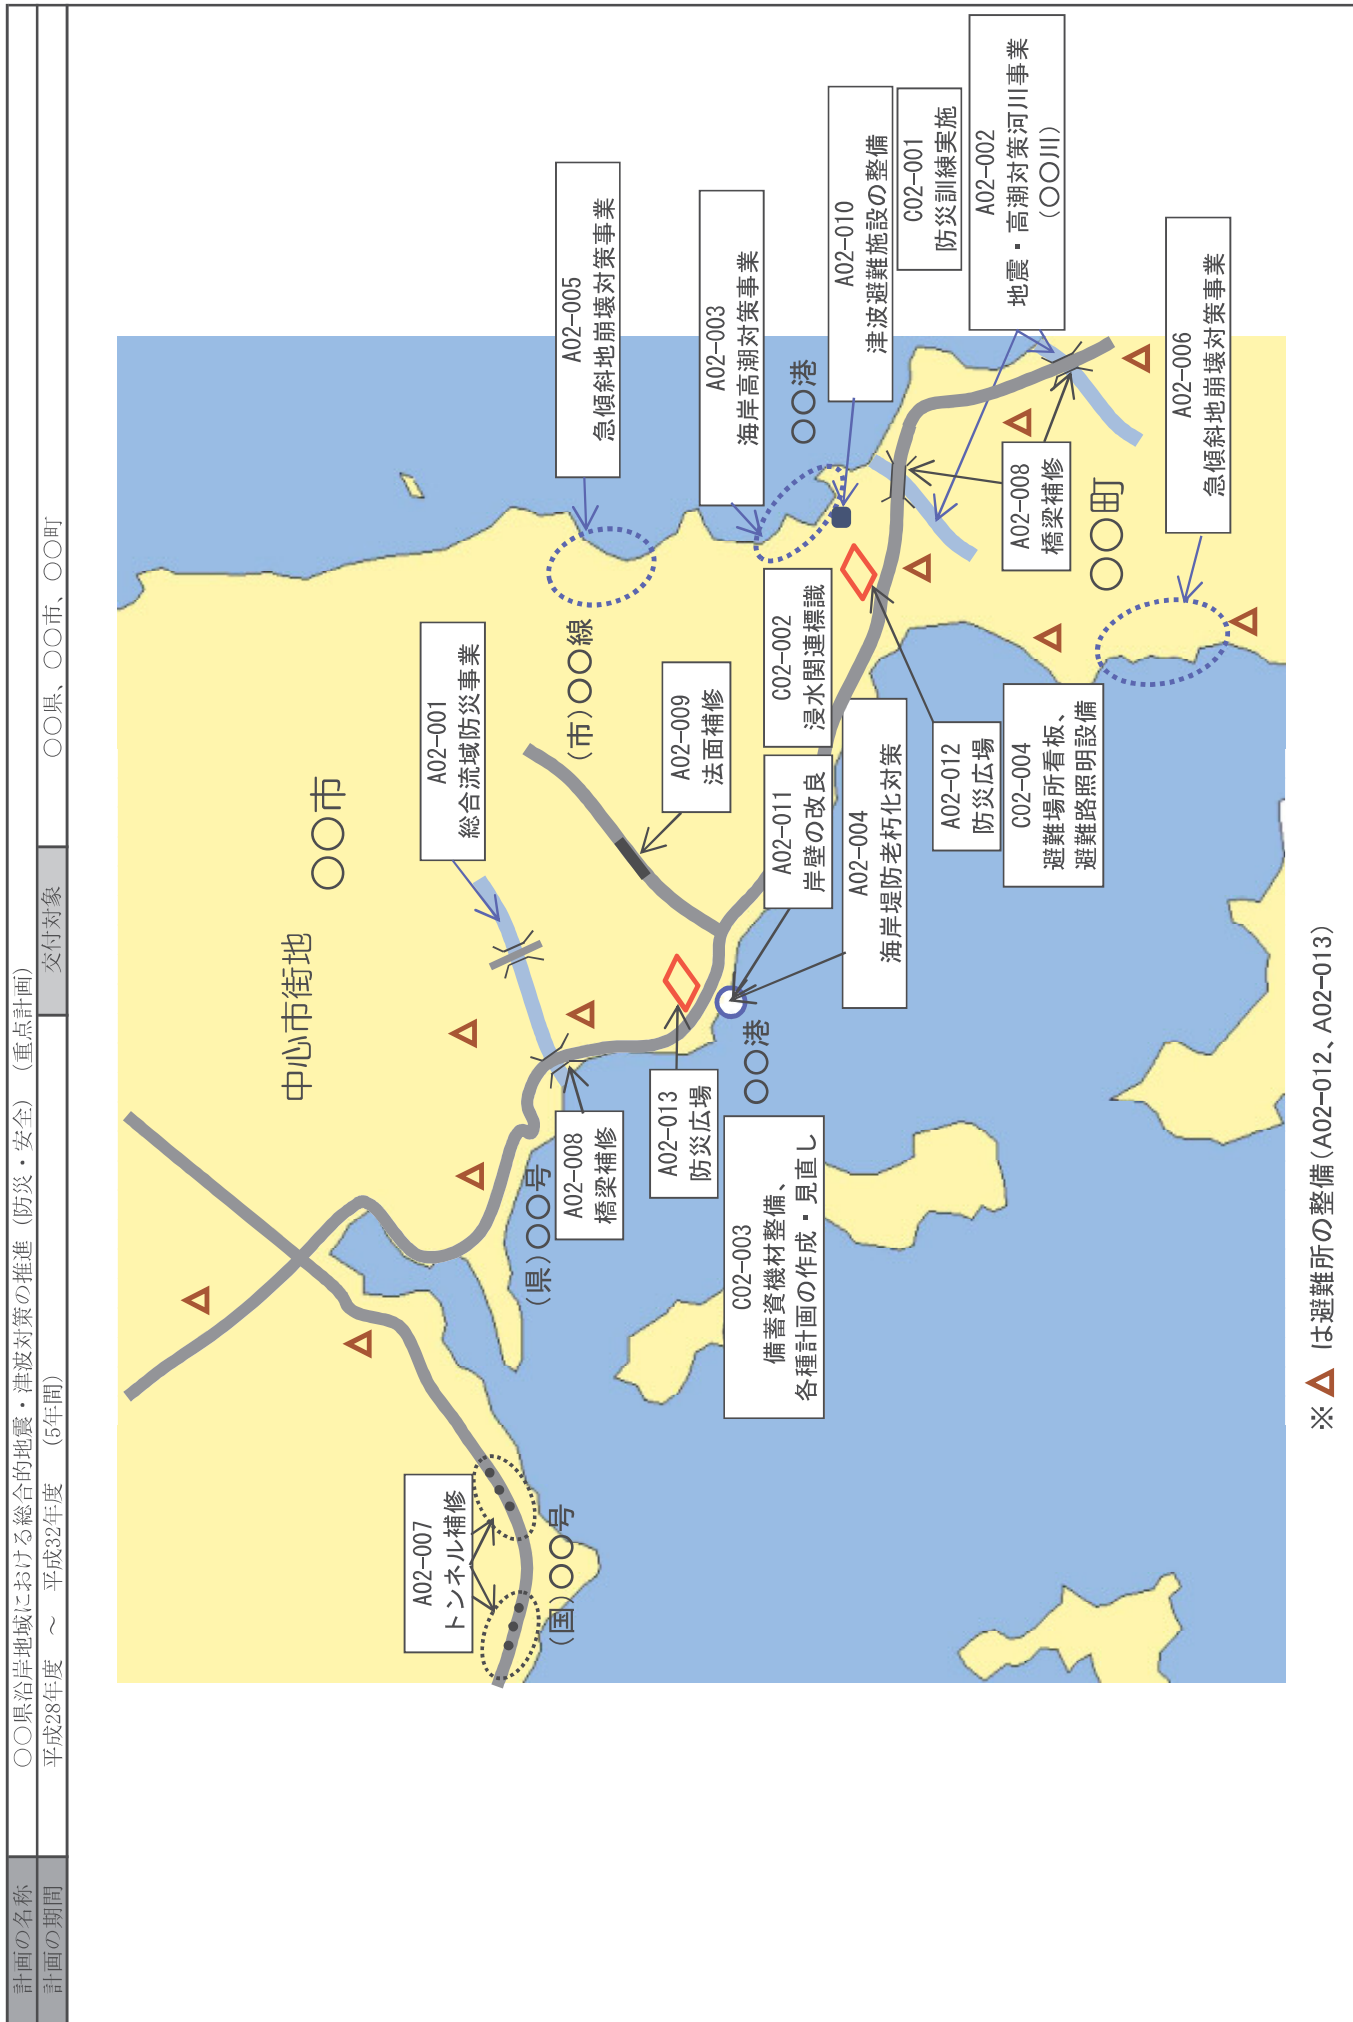 計画の名称
〇〇県沿岸地域における総合的地震・津波対策の推進（防災・安全）（重点計画）
計画の期間
平成28年度　～　平成32年度　（5年間）
交付対象
〇〇県、〇〇市、〇〇町
中心市街地
〇〇市
A02-007
トンネル補修
(国)〇〇号
(県)〇〇号
A02-008
橋梁補修
A02-001
総合流域防災事業
(市)〇〇線
A02-005
急傾斜地崩壊対策事業
A02-009
法面補修
A02-013
防災広場
〇〇港
C02-003
備蓄資機材整備、
各種計画の作成・見直し
A02-003
海岸高潮対策事業
〇〇港
C02-002
浸水関連標識
A02-011
岸壁の改良
A02-004
海岸堤防老朽化対策
A02-010
津波避難施設の整備
C02-001
防災訓練実施
A02-002
地震・高潮対策河川事業
(〇〇川)
A02-012
防災広場
C02-004
避難場所看板、
避難路照明設備
A02-008
橋梁補修
〇〇町
A02-006
急傾斜地崩壊対策事業
※ △ は避難所の整備(A02-012、A02-013)